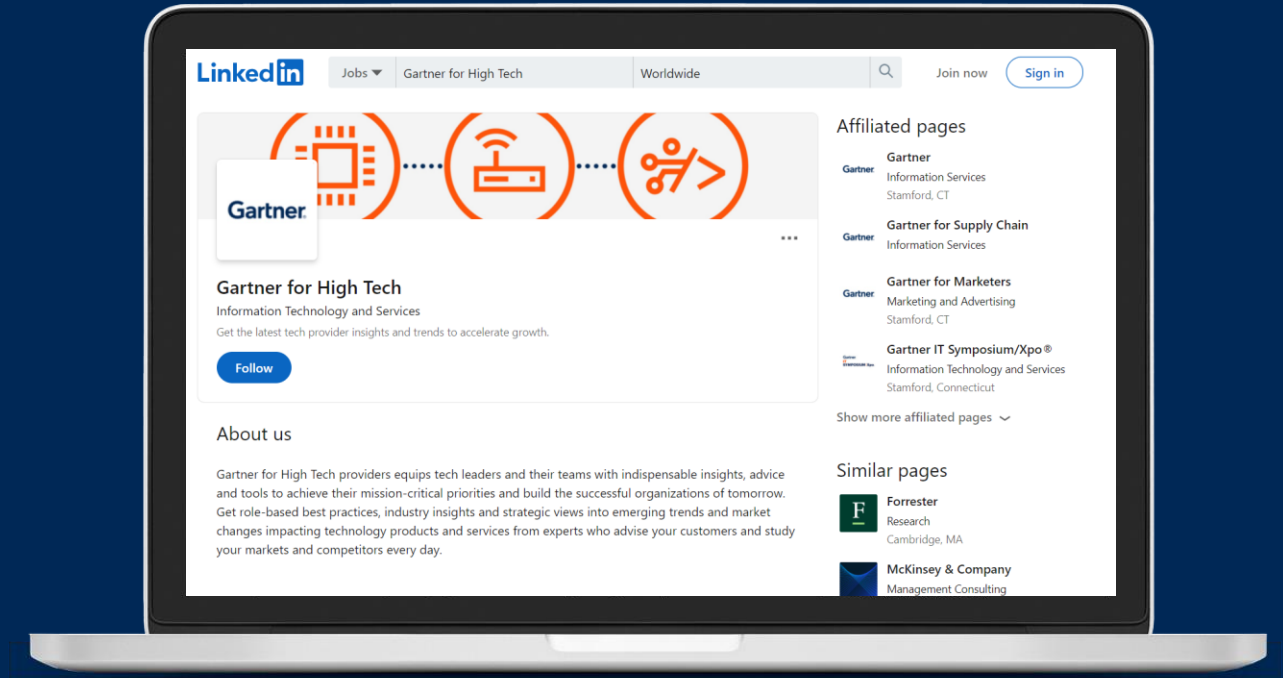 Linked in
Jobs Gartner for High Tech Worldwide Join now Sign in
Gartner
Gartner for High Tech
Information Technology and Services
Get the latest tech provider insights and trends to accelerate growth.
Follow
About us
Gartner for High Tech providers equips tech leaders and their teams with indispensable insights, advice
and tools to achieve their mission-critical priorities and build the successful organizations of tomorrow.
Get role-based best practices, industry insights and strategic views into emerging trends and market
changes impacting technology products and services from experts who advise your customers and study
your markets and competitors every day.
Affiliated pages
Gartner
Gartner
Information Services
Stamford, CT
Gartner
Gartner for Supply Chain
Information Services
Gartner
Gartner for Marketers
Marketing and Advertising
Stamford, CT
Gartner IT Symposium/Xpo®
Information Technology and Services
Stamford, Connecticut
Show more affiliated pages
Similar pages
F
Forrester
Research
Cambridge, MA
McKinsey & Company
Management Consulting